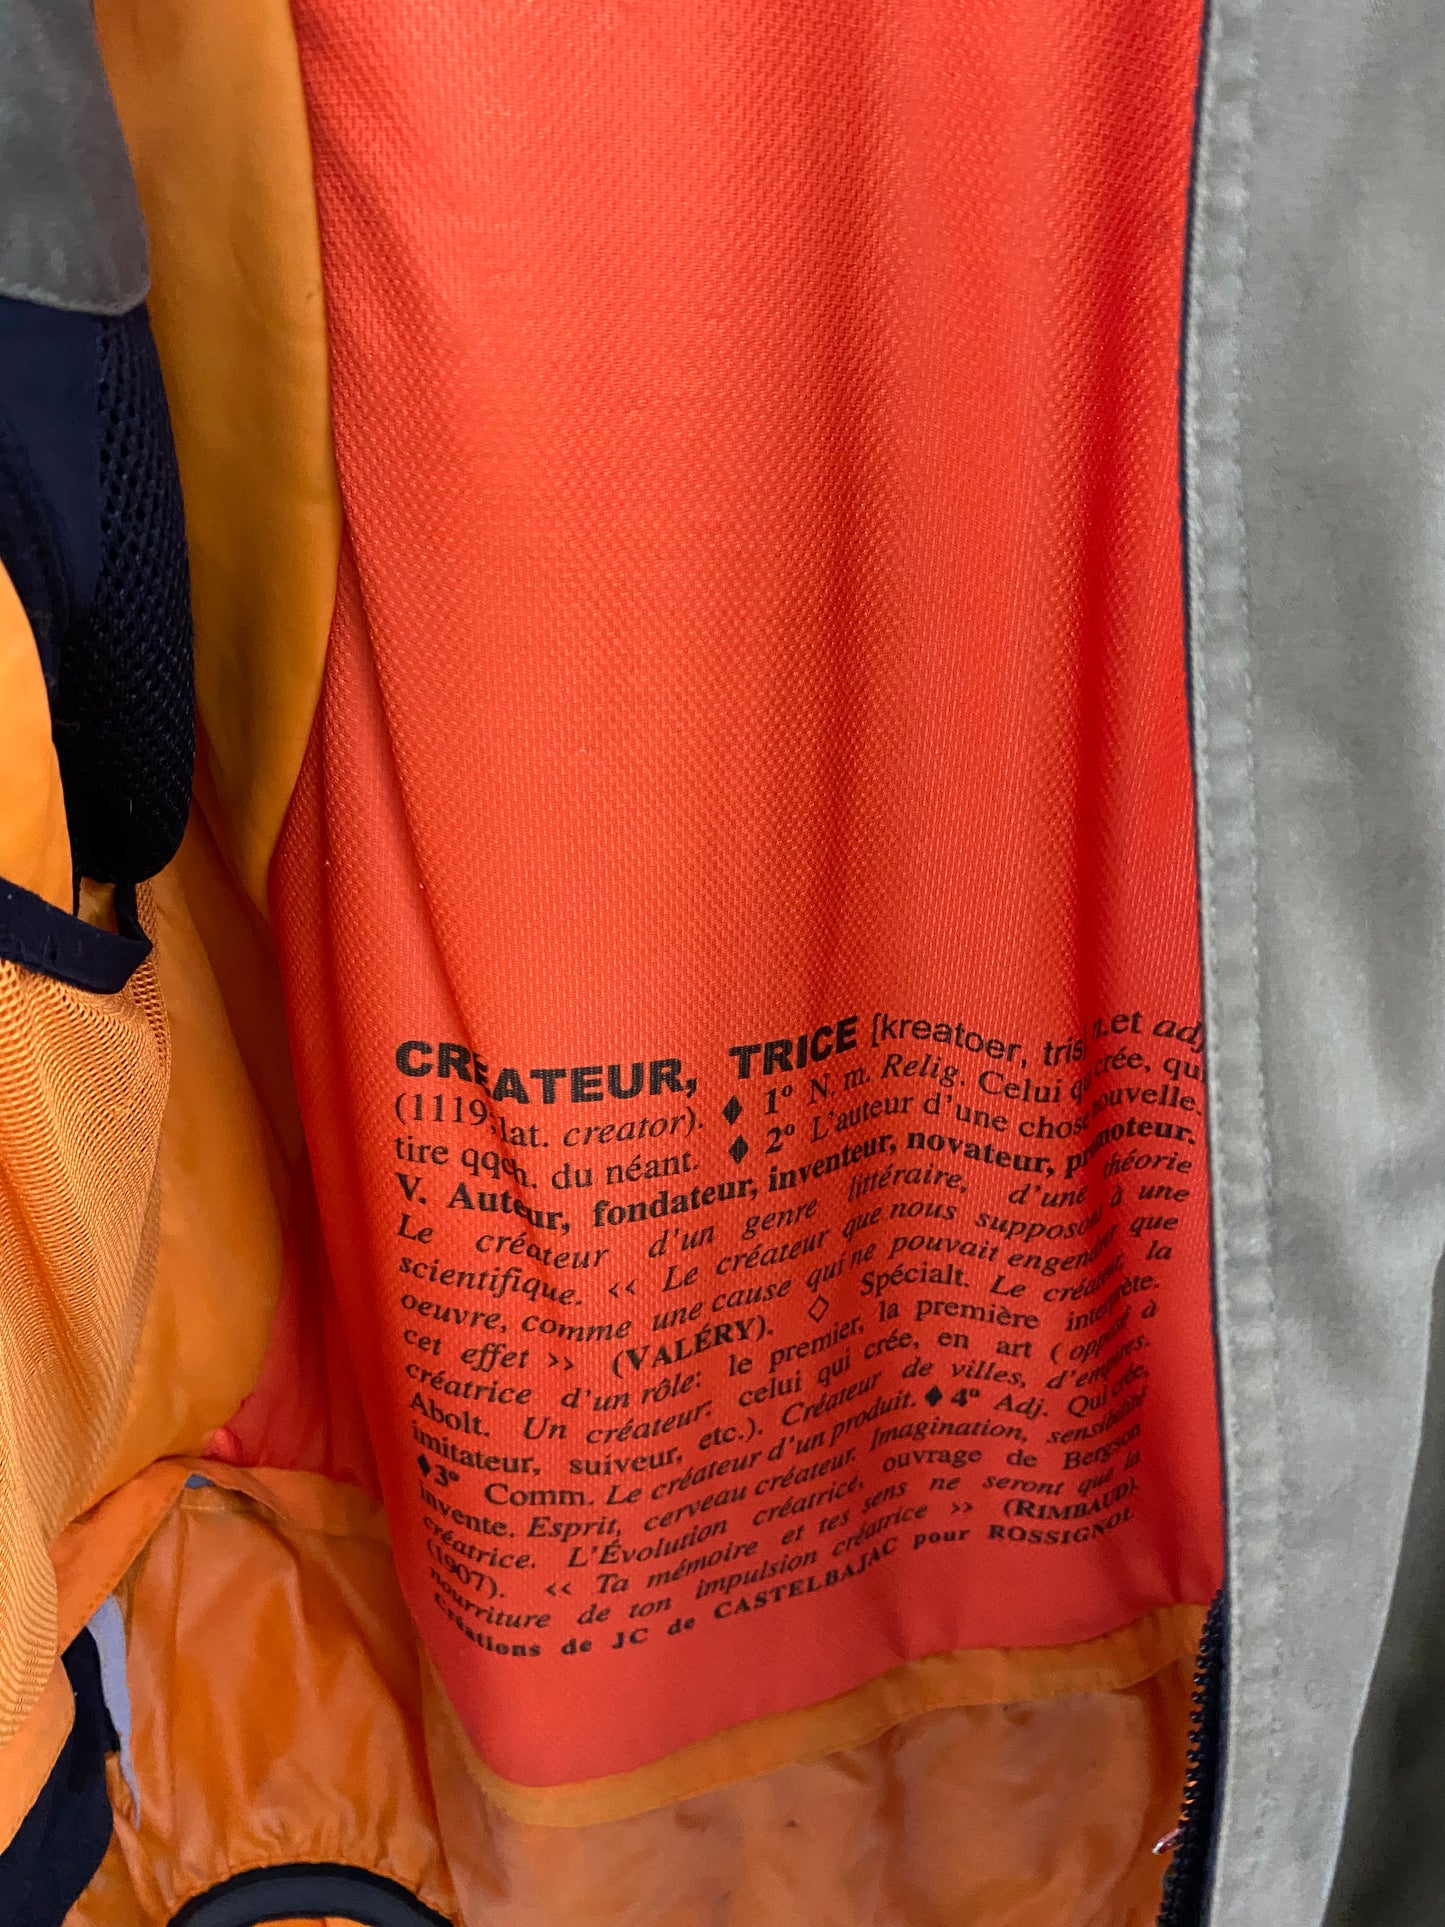 CREATEUR, TRICE [kreatoer, tris] n.et adj
(1119; lat. creator). ♦ 1º N. m. Relig. Celui qui crée, qui
tire qqch. du néant. ♦ 2º L'auteur d'une chose nouvelle.
V. Auteur, fondateur, inventeur, novateur, promoteur.
Le créateur d'un genre littéraire, d'une théorie
scientifique. « Le créateur que nous supposons à une
oeuvre, comme une cause qui ne pouvait engendrer que
cet effet » (VALÉRY). ◊ Spécialt. Le créateur, la
créatrice d'un rôle: le premier, la première interprète.
Abolt. Un créateur: celui qui crée, en art (opposé à
imitateur, suiveur, etc.). Créateur de villes, d'empires.
♦3º Comm. Le créateur d'un produit. ♦ 4º Adj. Qui crée,
invente. Esprit, cerveau créateur. Imagination, sensibilité
créatrice. L'Évolution créatrice, ouvrage de Bergson
(1907). « Ta mémoire et tes sens ne seront que la
nourriture de ton impulsion créatrice » (RIMBAUD).
Créations de JC de CASTELBAJAC pour ROSSIGNOL